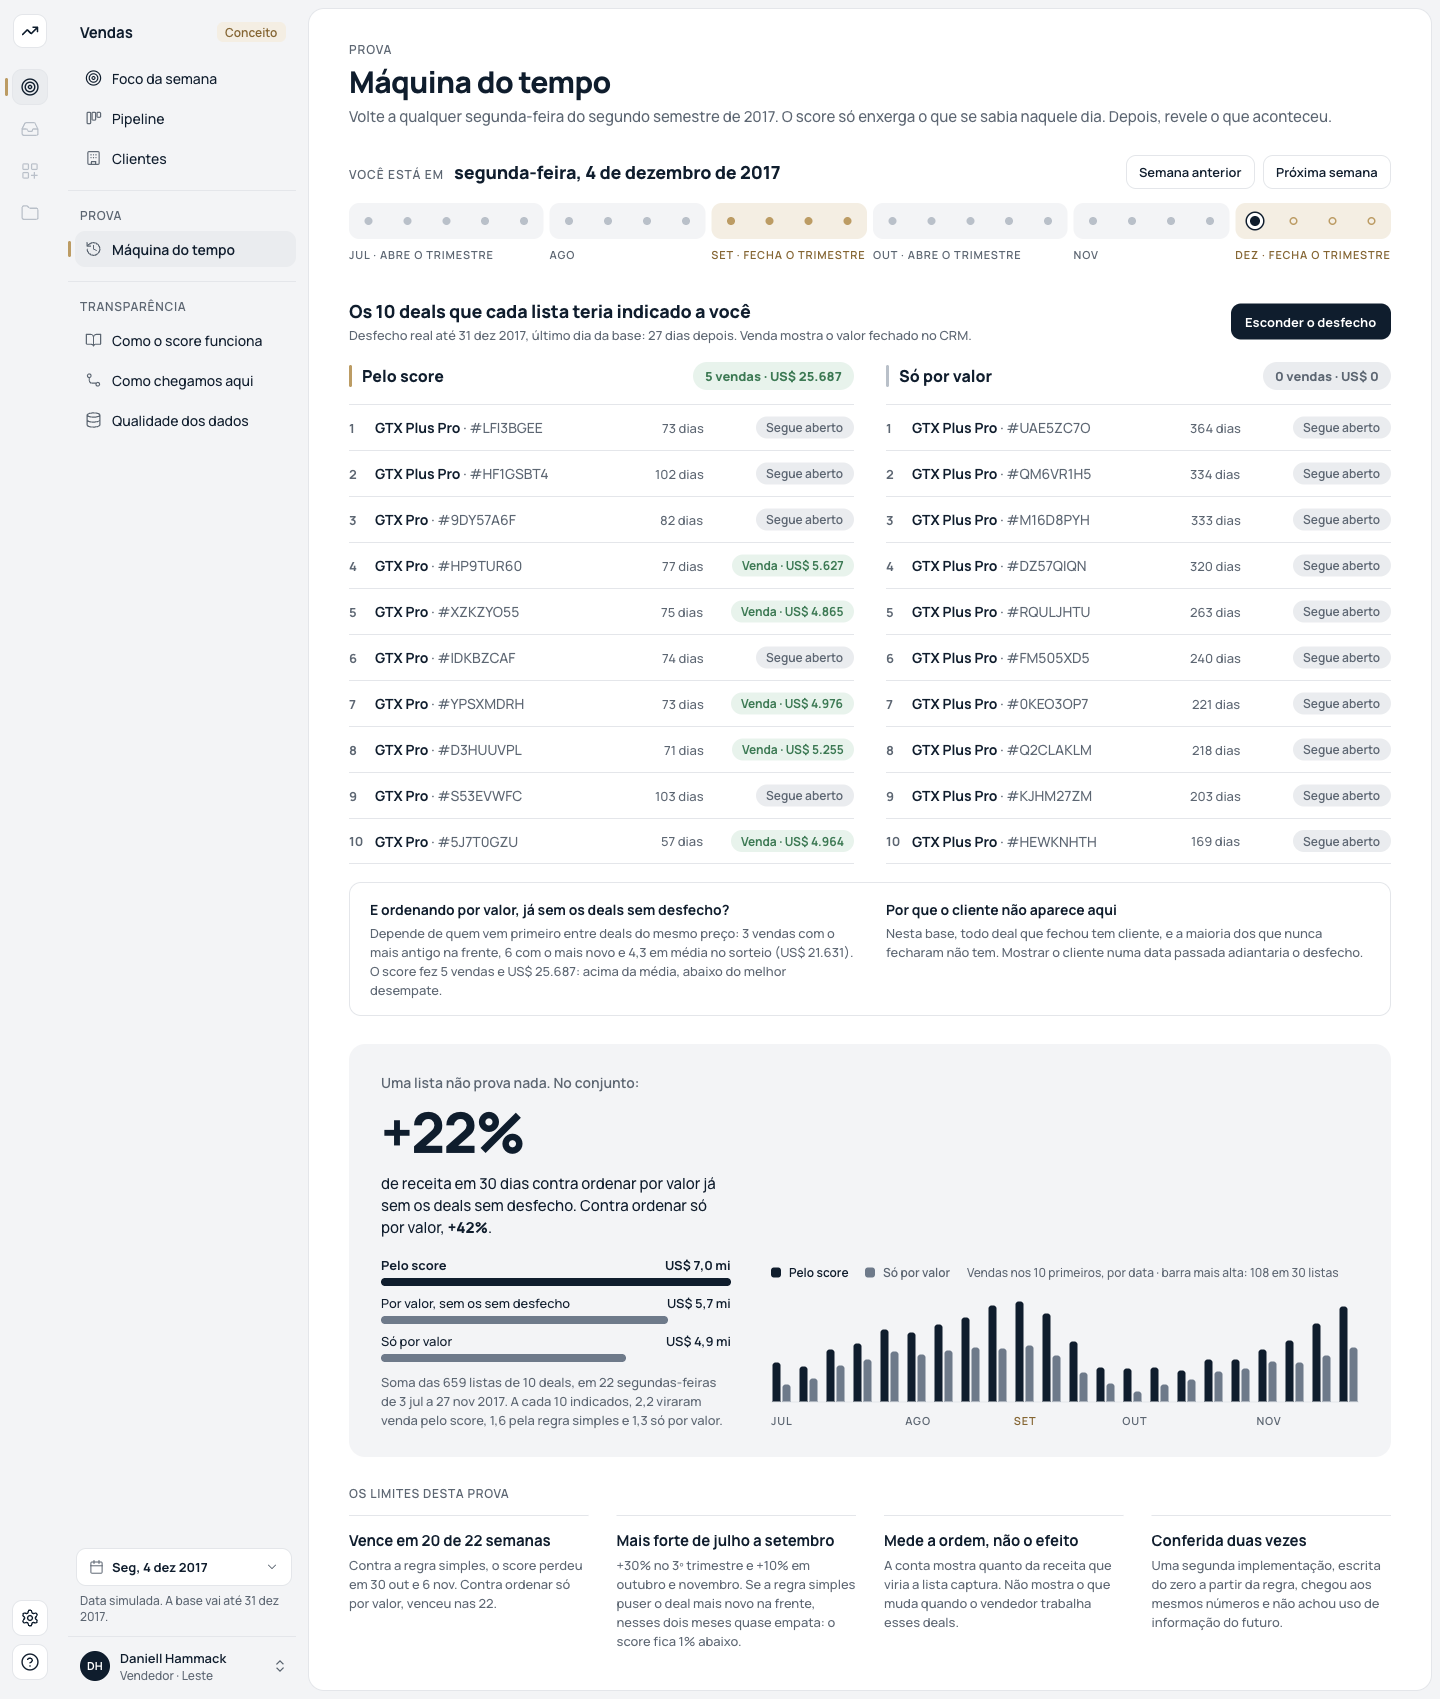 Vendas
Conceito
Foco da semana
Pipeline
Clientes
PROVA
Máquina do tempo
TRANSPARÊNCIA
Como o score funciona
Como chegamos aqui
Qualidade dos dados
Seg, 4 dez 2017
Data simulada. A base vai até 31 dez
2017.
DH
Daniell Hammack
Vendedor · Leste
PROVA
Máquina do tempo
Volte a qualquer segunda-feira do segundo semestre de 2017. O score só enxerga o que se sabia naquele dia. Depois, revele o que aconteceu.
VOCÊ ESTÁ EM segunda-feira, 4 de dezembro de 2017
Semana anterior
Próxima semana
JUL · ABRE O TRIMESTRE
AGO
SET · FECHA O TRIMESTRE
OUT · ABRE O TRIMESTRE
NOV
DEZ · FECHA O TRIMESTRE
Os 10 deals que cada lista teria indicado a você
Desfecho real até 31 dez 2017, último dia da base: 27 dias depois. Venda mostra o valor fechado no CRM.
Esconder o desfecho
Pelo score
5 vendas · US$ 25.687
1 GTX Plus Pro · #LFI3BGEE 73 dias Segue aberto
2 GTX Plus Pro · #HF1GSBT4 102 dias Segue aberto
3 GTX Pro · #9DY57A6F 82 dias Segue aberto
4 GTX Pro · #HP9TUR60 77 dias Venda · US$ 5.627
5 GTX Pro · #XZKZYO55 75 dias Venda · US$ 4.865
6 GTX Pro · #IDKBZCAF 74 dias Segue aberto
7 GTX Pro · #YPSXMDRH 73 dias Venda · US$ 4.976
8 GTX Pro · #D3HUUVPL 71 dias Venda · US$ 5.255
9 GTX Pro · #S53EVWFC 103 dias Segue aberto
10 GTX Pro · #5J7T0GZU 57 dias Venda · US$ 4.964
Só por valor
0 vendas · US$ 0
1 GTX Plus Pro · #UAE5ZC7O 364 dias Segue aberto
2 GTX Plus Pro · #QM6VR1H5 334 dias Segue aberto
3 GTX Plus Pro · #M16D8PYH 333 dias Segue aberto
4 GTX Plus Pro · #DZ57QIQN 320 dias Segue aberto
5 GTX Plus Pro · #RQULJHTU 263 dias Segue aberto
6 GTX Plus Pro · #FM505XD5 240 dias Segue aberto
7 GTX Plus Pro · #0KEO3OP7 221 dias Segue aberto
8 GTX Plus Pro · #Q2CLAKLM 218 dias Segue aberto
9 GTX Plus Pro · #KJHM27ZM 203 dias Segue aberto
10 GTX Plus Pro · #HEWKNHTH 169 dias Segue aberto
E ordenando por valor, já sem os deals sem desfecho?
Depende de quem vem primeiro entre deals do mesmo preço: 3 vendas com o
mais antigo na frente, 6 com o mais novo e 4,3 em média no sorteio (US$ 21.631).
O score fez 5 vendas e US$ 25.687: acima da média, abaixo do melhor
desempate.
Por que o cliente não aparece aqui
Nesta base, todo deal que fechou tem cliente, e a maioria dos que nunca
fecharam não tem. Mostrar o cliente numa data passada adiantaria o desfecho.
Uma lista não prova nada. No conjunto:
+22%
de receita em 30 dias contra ordenar por valor já
sem os deals sem desfecho. Contra ordenar só
por valor, +42%.
Pelo score US$ 7,0 mi
Por valor, sem os sem desfecho US$ 5,7 mi
Só por valor US$ 4,9 mi
Soma das 659 listas de 10 deals, em 22 segundas-feiras
de 3 jul a 27 nov 2017. A cada 10 indicados, 2,2 viraram
venda pelo score, 1,6 pela regra simples e 1,3 só por valor.
Pelo score Só por valor Vendas nos 10 primeiros, por data · barra mais alta: 108 em 30 listas
JUL AGO SET OUT NOV
OS LIMITES DESTA PROVA
Vence em 20 de 22 semanas
Contra a regra simples, o score perdeu
em 30 out e 6 nov. Contra ordenar só
por valor, venceu nas 22.
Mais forte de julho a setembro
+30% no 3º trimestre e +10% em
outubro e novembro. Se a regra simples
puser o deal mais novo na frente,
nesses dois meses quase empata: o
score fica 1% abaixo.
Mede a ordem, não o efeito
A conta mostra quanto da receita que
viria a lista captura. Não mostra o que
muda quando o vendedor trabalha
esses deals.
Conferida duas vezes
Uma segunda implementação, escrita
do zero a partir da regra, chegou aos
mesmos números e não achou uso de
informação do futuro.